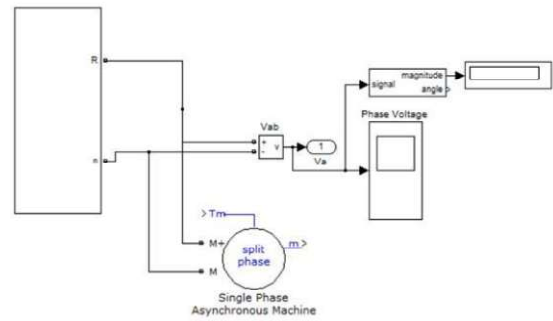 R
n
Vab
+
-
v
1
Va
signal
magnitude
angle
Phase Voltage
Tm
M+
M
split
phase
m
Single Phase
Asynchronous Machine